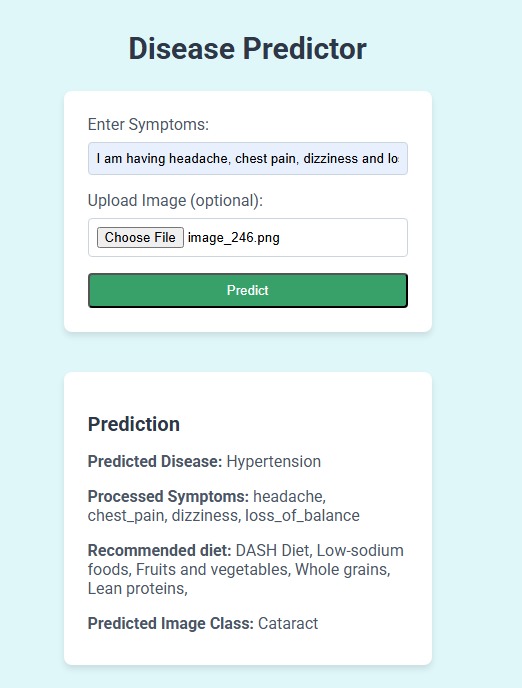 Disease Predictor
Enter Symptoms:
I am having headache, chest pain, dizziness and lo
Upload Image (optional):
Choose File image_246.png
Predict
Prediction
Predicted Disease: Hypertension
Processed Symptoms: headache,
chest_pain, dizziness, loss_of_balance
Recommended diet: DASH Diet, Low-sodium
foods, Fruits and vegetables, Whole grains,
Lean proteins,
Predicted Image Class: Cataract